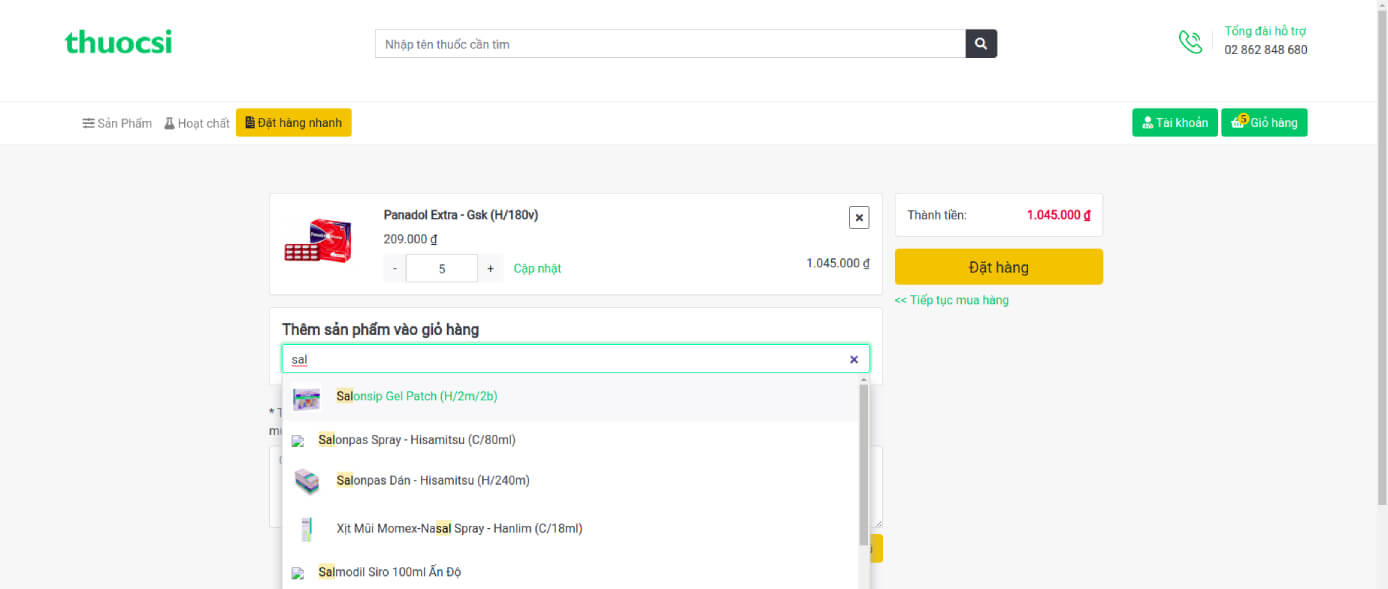 thuocsi
Nhập tên thuốc cần tìm
Tổng đài hỗ trợ
02 862 848 680
Sản Phẩm Hoạt chất Đặt hàng nhanh
Tài khoản 5 Giỏ hàng
Panadol Extra - Gsk (H/180v)
209.000 ₫
- 5 + Cập nhật
1.045.000 ₫
Thành tiền: 1.045.000 ₫
Đặt hàng
<< Tiếp tục mua hàng
Thêm sản phẩm vào giỏ hàng
sal
Salonsip Gel Patch (H/2m/2b)
Salonpas Spray - Hisamitsu (C/80ml)
Salonpas Dán - Hisamitsu (H/240m)
Xịt Mũi Momex-Nasal Spray - Hanlim (C/18ml)
Salmodil Siro 100ml Ấn Độ